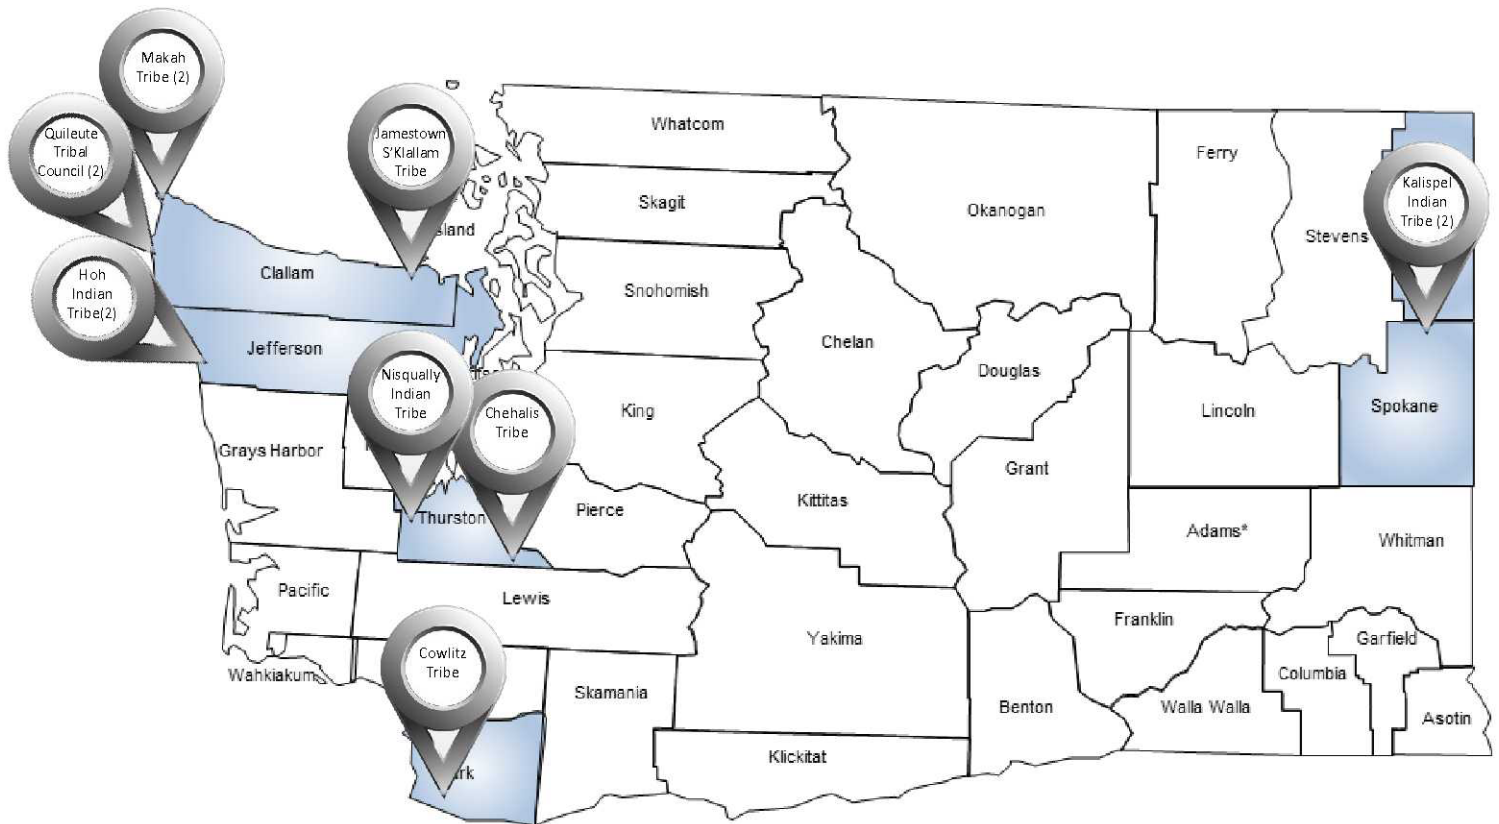 Makah
Tribe (2)
Quileute
Tribal
Council (2)
Jamestown
S'Klallam
Tribe
Hoh
Indian
Tribe(2)
Kalispel
Indian
Tribe (2)
Nisqually
Indian
Tribe
Chehalis
Tribe
Cowlitz
Tribe
Whatcom
Skagit
sland
Snohomish
Clallam
Jefferson
King
Grays Harbor
Thurston
Pierce
Pacific
Lewis
Wahkiakum
Skamania
rk
Okanogan
Ferry
Stevens
Chelan
Douglas
Lincoln
Spokane
Grant
Kittitas
Adams*
Whitman
Yakima
Franklin
Garfield
Columbia
Benton
Walla Walla
Asotin
Klickitat